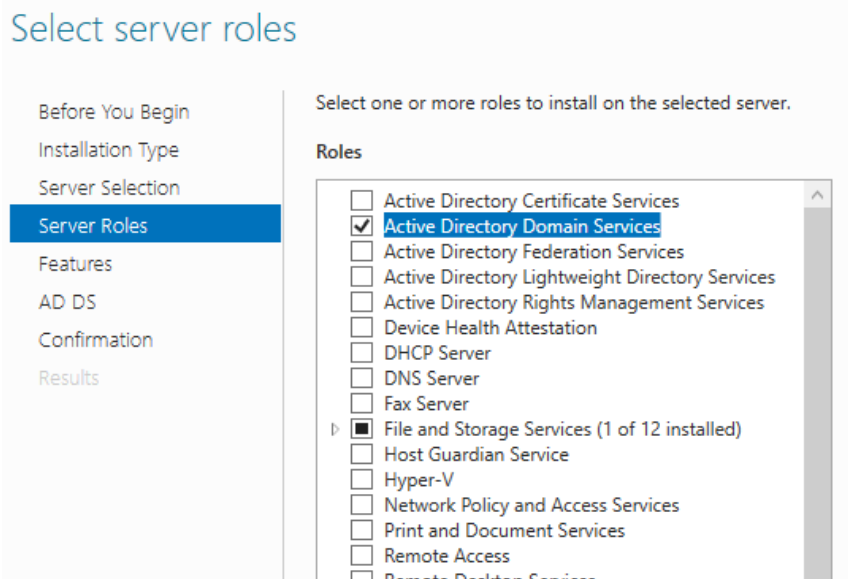 Select server roles
Before You Begin
Installation Type
Server Selection
Server Roles
Features
AD DS
Confirmation
Results
Select one or more roles to install on the selected server.
Roles
Active Directory Certificate Services
Active Directory Domain Services
Active Directory Federation Services
Active Directory Lightweight Directory Services
Active Directory Rights Management Services
Device Health Attestation
DHCP Server
DNS Server
Fax Server
File and Storage Services (1 of 12 installed)
Host Guardian Service
Hyper-V
Network Policy and Access Services
Print and Document Services
Remote Access
Remote Desktop Services